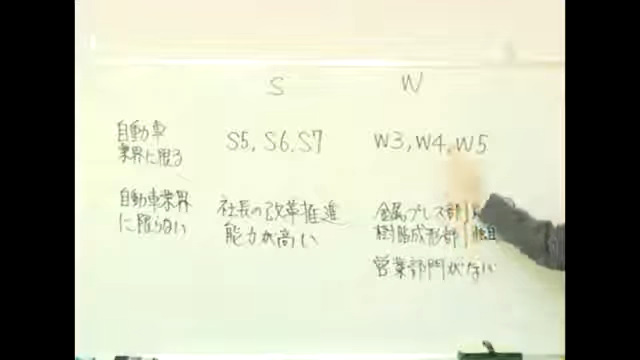 S W
自動車
業界に限る
S5, S6, S7
W3, W4, W5
自動車業界
に限らない
社長の改革推進
能力が高い
金属プレス部
樹脂成形部 独自
営業部門がない